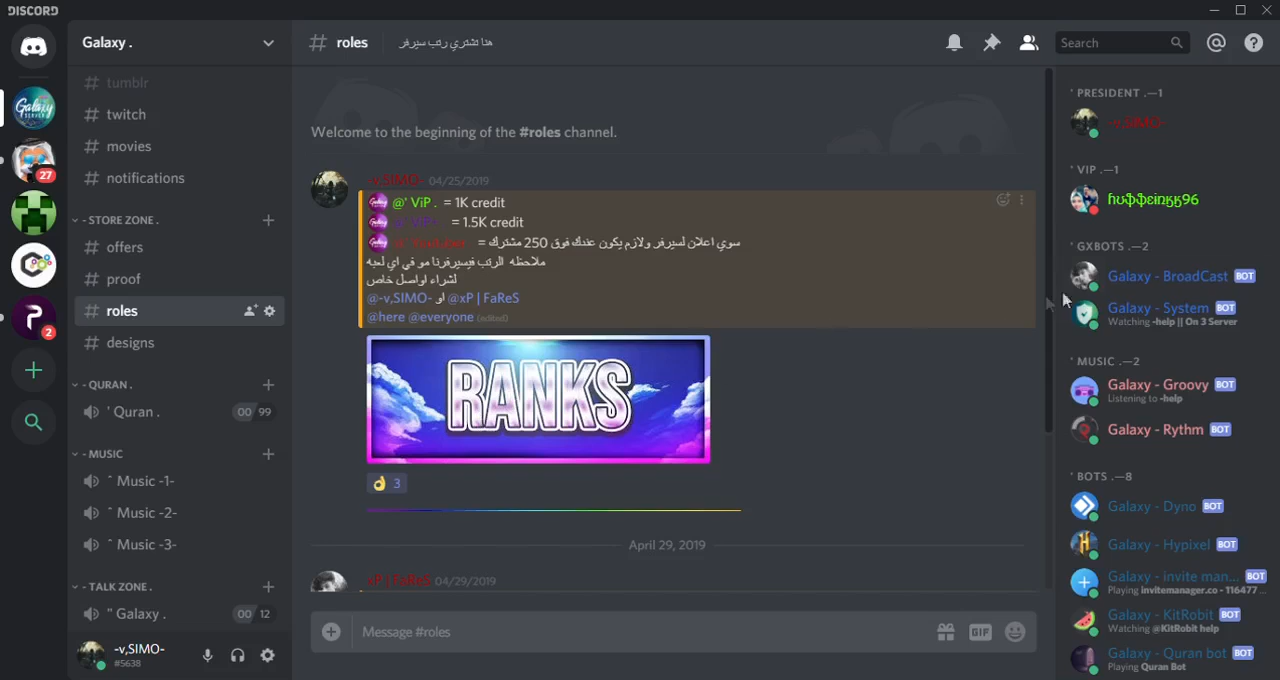 DISCORD
Galaxy .
# roles
هنا تشتري رتب سيرفر
Search
# tumblr
# twitch
# movies
# notifications
- STORE ZONE .
# offers
# proof
# roles
# designs
- QURAN .
' Quran .
00 99
- MUSIC
ˆ Music -1-
ˆ Music -2-
ˆ Music -3-
- TALK ZONE .
" Galaxy .
00 12
-v,SIMO-
#5638
27
2
Welcome to the beginning of the #roles channel.
-v,SIMO- 04/25/2019
@' ViP . = 1K credit
@' ViP+ = 1.5K credit
= سوي اعلان لسيرفر ولازم يكون عندك فوق 250 مشترك
ملاحظه الرتب فيسيرفرنا مو في اي لعبه
لشراء اواصل خاص
@-v,SIMO- او @xP | FaReS
@here @everyone (edited)
RANKS
3
April 29, 2019
xP | FaReS 04/29/2019
Message #roles
GIF
' PRESIDENT .—1
-v,SIMO-
' VIP .—1
' GXBOTS .—2
Galaxy - BroadCast BOT
Galaxy - System BOT
Watching -help || On 3 Server
' MUSIC .—2
Galaxy - Groovy BOT
Listening to -help
Galaxy - Rythm BOT
' BOTS .—8
Galaxy - Dyno BOT
Galaxy - Hypixel BOT
Galaxy - invite man... BOT
Playing invitemanager.co - 116477 ...
Galaxy - KitRobit BOT
Watching @KitRobit help
Galaxy - Quran bot BOT
Playing Quran Bot